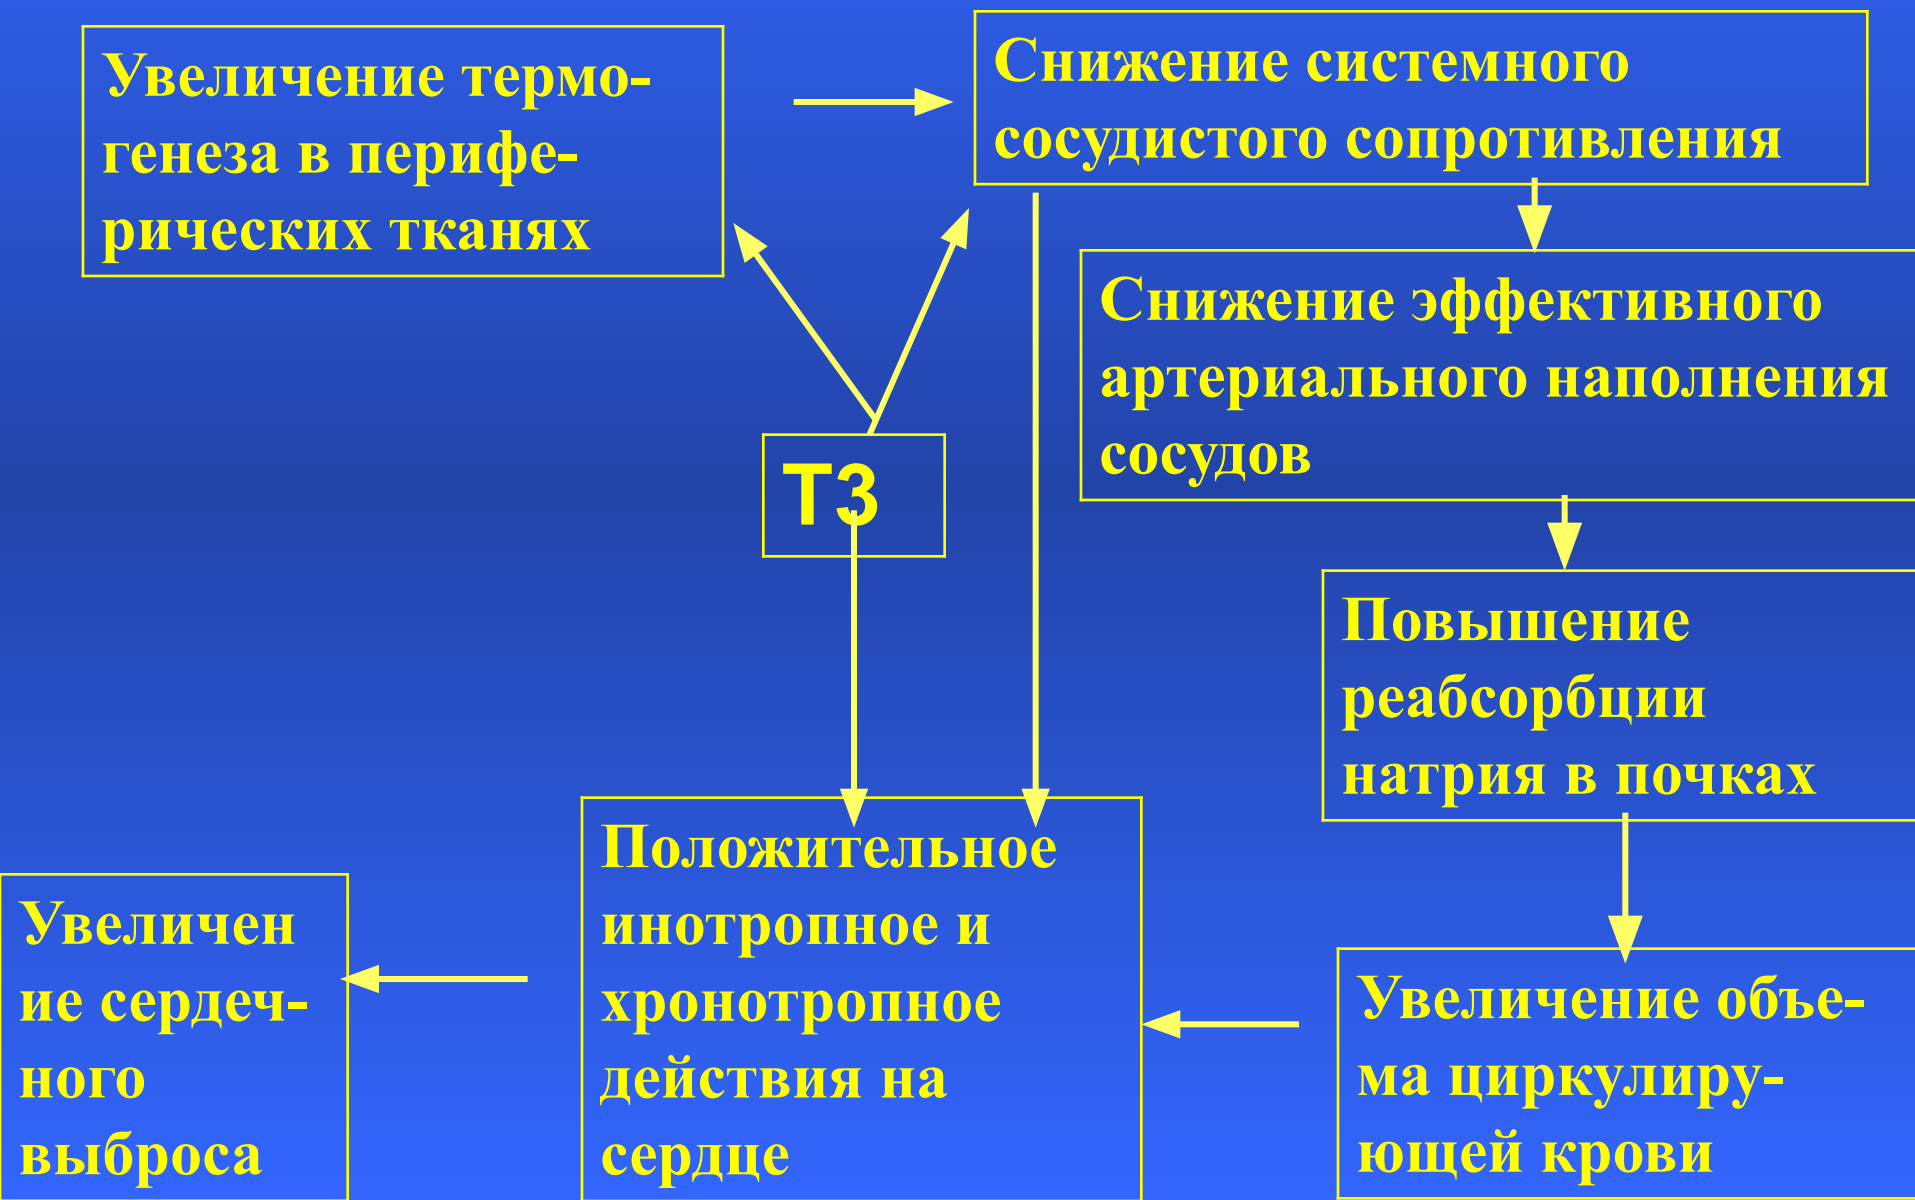 Увеличение термо-
генеза в перифе-
рических тканях
Снижение системного
сосудистого сопротивления
Снижение эффективного
артериального наполнения
сосудов
Т3
Повышение
реабсорбции
натрия в почках
Увеличен
ие сердеч-
ного
выброса
Положительное
инотропное и
хронотропное
действия на
сердце
Увеличение объе-
ма циркулиру-
ющей крови